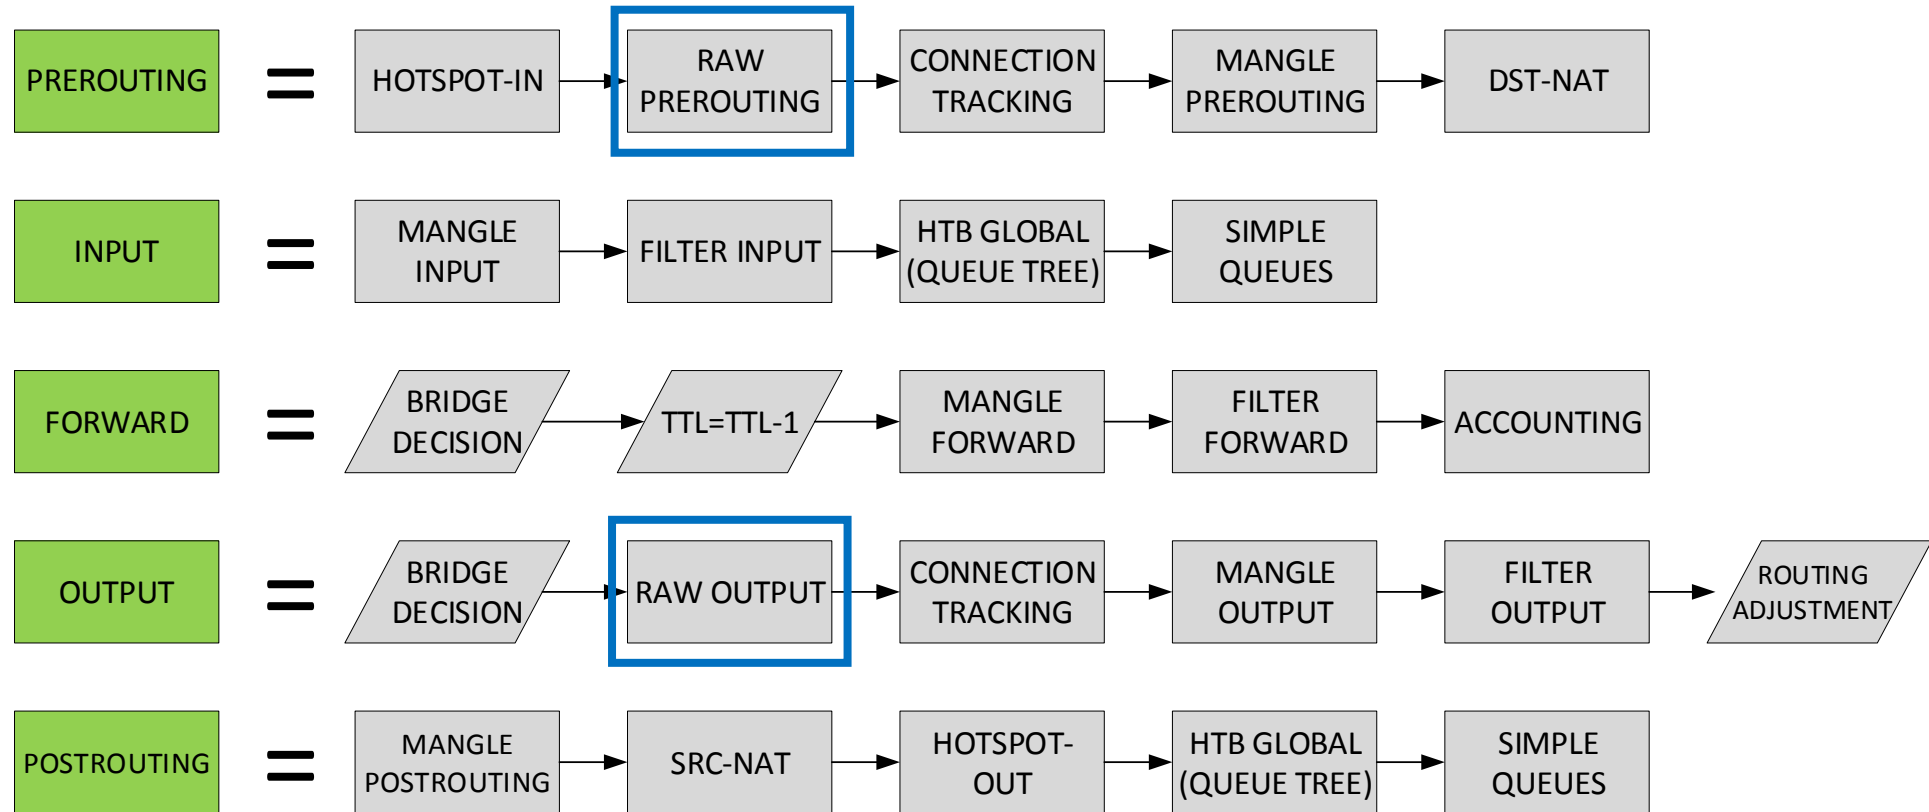 PREROUTING
=
HOTSPOT-IN
RAW
PREROUTING
CONNECTION
TRACKING
MANGLE
PREROUTING
DST-NAT
INPUT
=
MANGLE
INPUT
FILTER INPUT
HTB GLOBAL
(QUEUE TREE)
SIMPLE
QUEUES
FORWARD
=
BRIDGE
DECISION
TTL=TTL-1
MANGLE
FORWARD
FILTER
FORWARD
ACCOUNTING
OUTPUT
=
BRIDGE
DECISION
RAW OUTPUT
CONNECTION
TRACKING
MANGLE
OUTPUT
FILTER
OUTPUT
ROUTING
ADJUSTMENT
POSTROUTING
=
MANGLE
POSTROUTING
SRC-NAT
HOTSPOT-
OUT
HTB GLOBAL
(QUEUE TREE)
SIMPLE
QUEUES